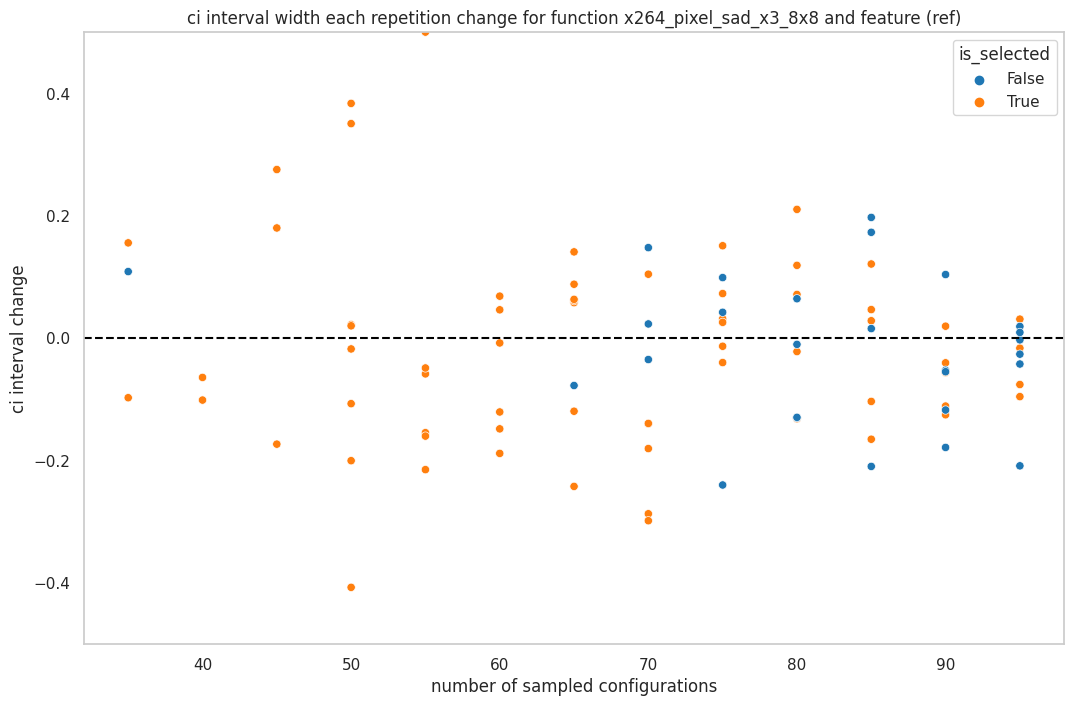 ci interval width each repetition change for function x264_pixel_sad_x3_8x8 and feature (ref)
is_selected
False
True
ci interval change
0.4
0.2
0.0
−0.2
−0.4
40 50 60 70 80 90
number of sampled configurations